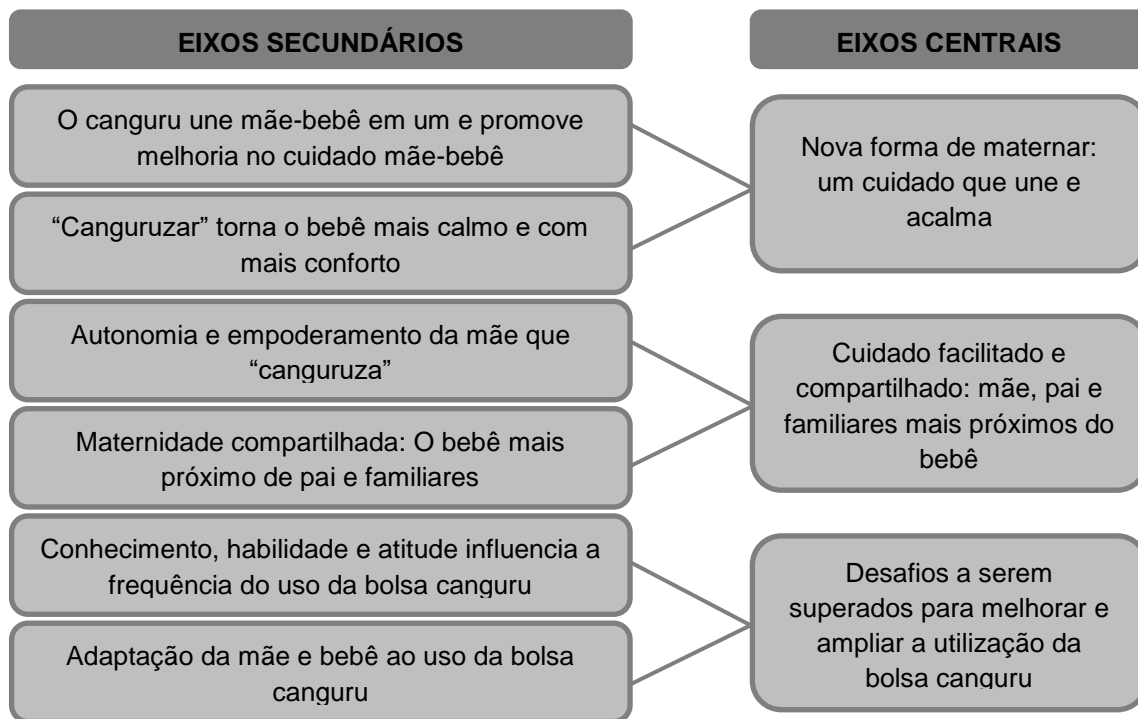 EIXOS SECUNDÁRIOS
O canguru une mãe-bebê em um e promove
melhoria no cuidado mãe-bebê
“Canguruzar” torna o bebê mais calmo e com
mais conforto
Autonomia e empoderamento da mãe que
“canguruza”
Maternidade compartilhada: O bebê mais
próximo de pai e familiares
Conhecimento, habilidade e atitude influencia a
frequência do uso da bolsa canguru
Adaptação da mãe e bebê ao uso da bolsa
canguru
EIXOS CENTRAIS
Nova forma de maternar:
um cuidado que une e
acalma
Cuidado facilitado e
compartilhado: mãe, pai e
familiares mais próximos do
bebê
Desafios a serem
superados para melhorar e
ampliar a utilização da
bolsa canguru